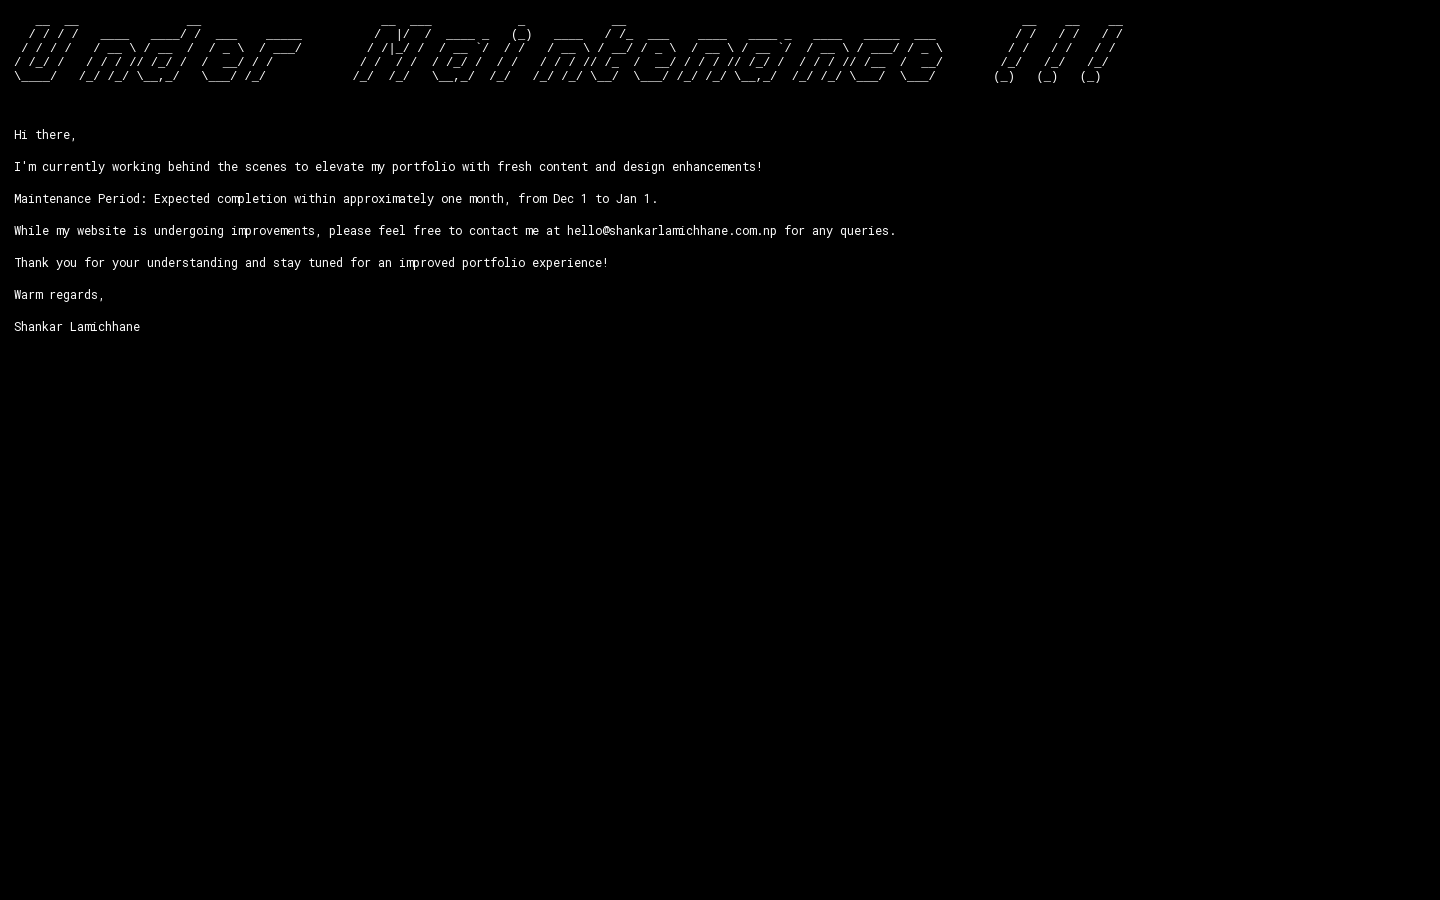 Under Maintenance !!!
Hi there,
I'm currently working behind the scenes to elevate my portfolio with fresh content and design enhancements!
Maintenance Period: Expected completion within approximately one month, from Dec 1 to Jan 1.
While my website is undergoing improvements, please feel free to contact me at hello@shankarlamichhane.com.np for any queries.
Thank you for your understanding and stay tuned for an improved portfolio experience!
Warm regards,
Shankar Lamichhane